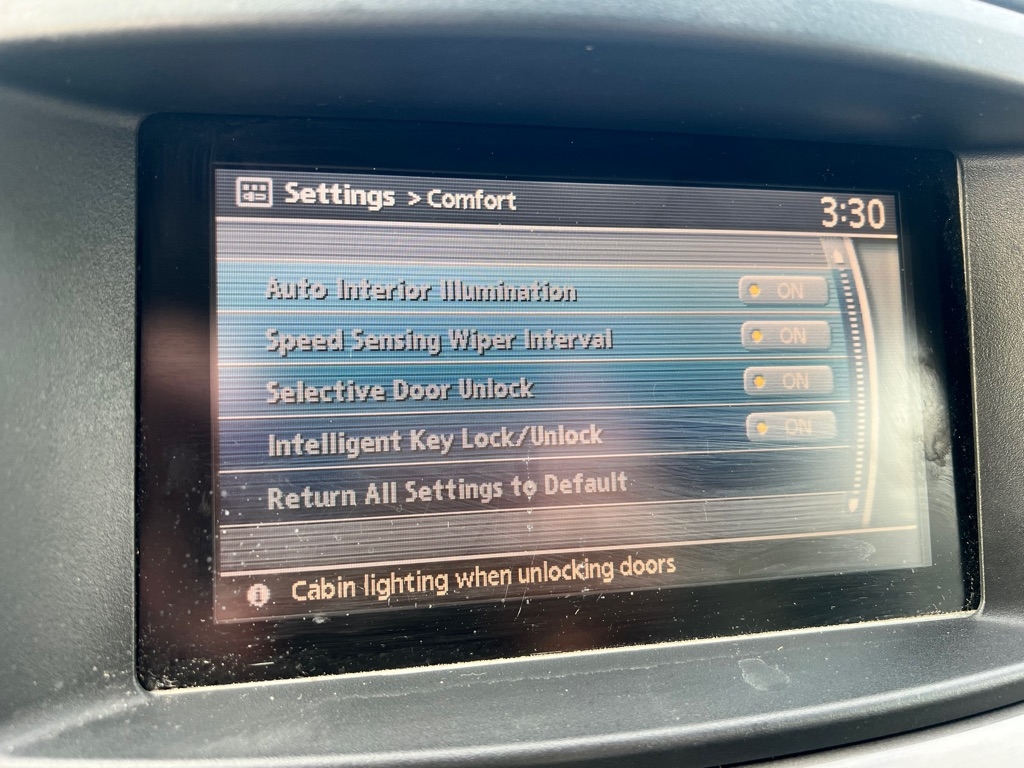 Settings > Comfort
3:30
Auto Interior Illumination ON
Speed Sensing Wiper Interval ON
Selective Door Unlock ON
Intelligent Key Lock/Unlock ON
Return All Settings to Default
Cabin lighting when unlocking doors